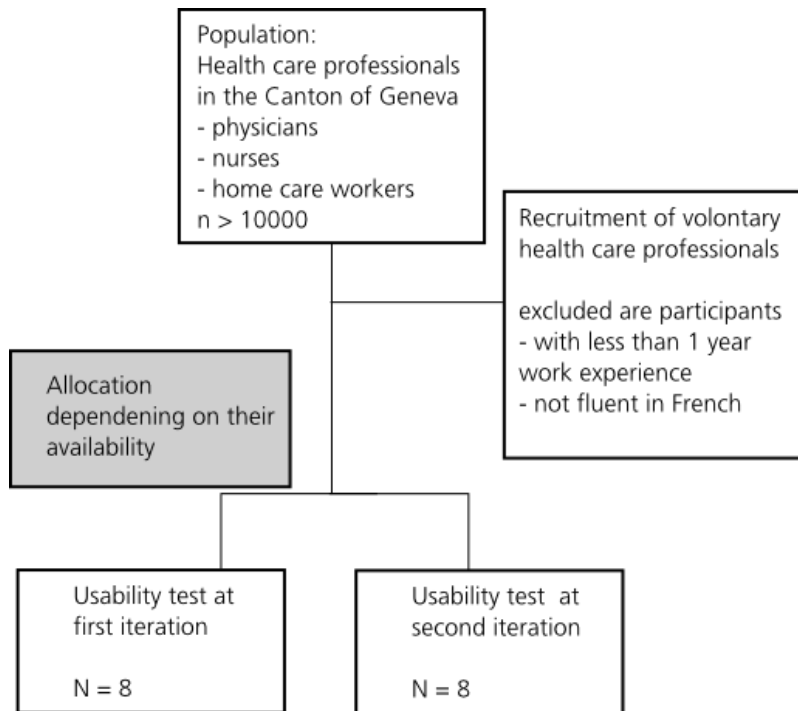 Population:
Health care professionals
in the Canton of Geneva
- physicians
- nurses
- home care workers
n > 10000
Recruitment of volontary
health care professionals
excluded are participants
- with less than 1 year
work experience
- not fluent in French
Allocation
dependening on their
availability
Usability test at
first iteration
N = 8
Usability test  at
second iteration
N = 8